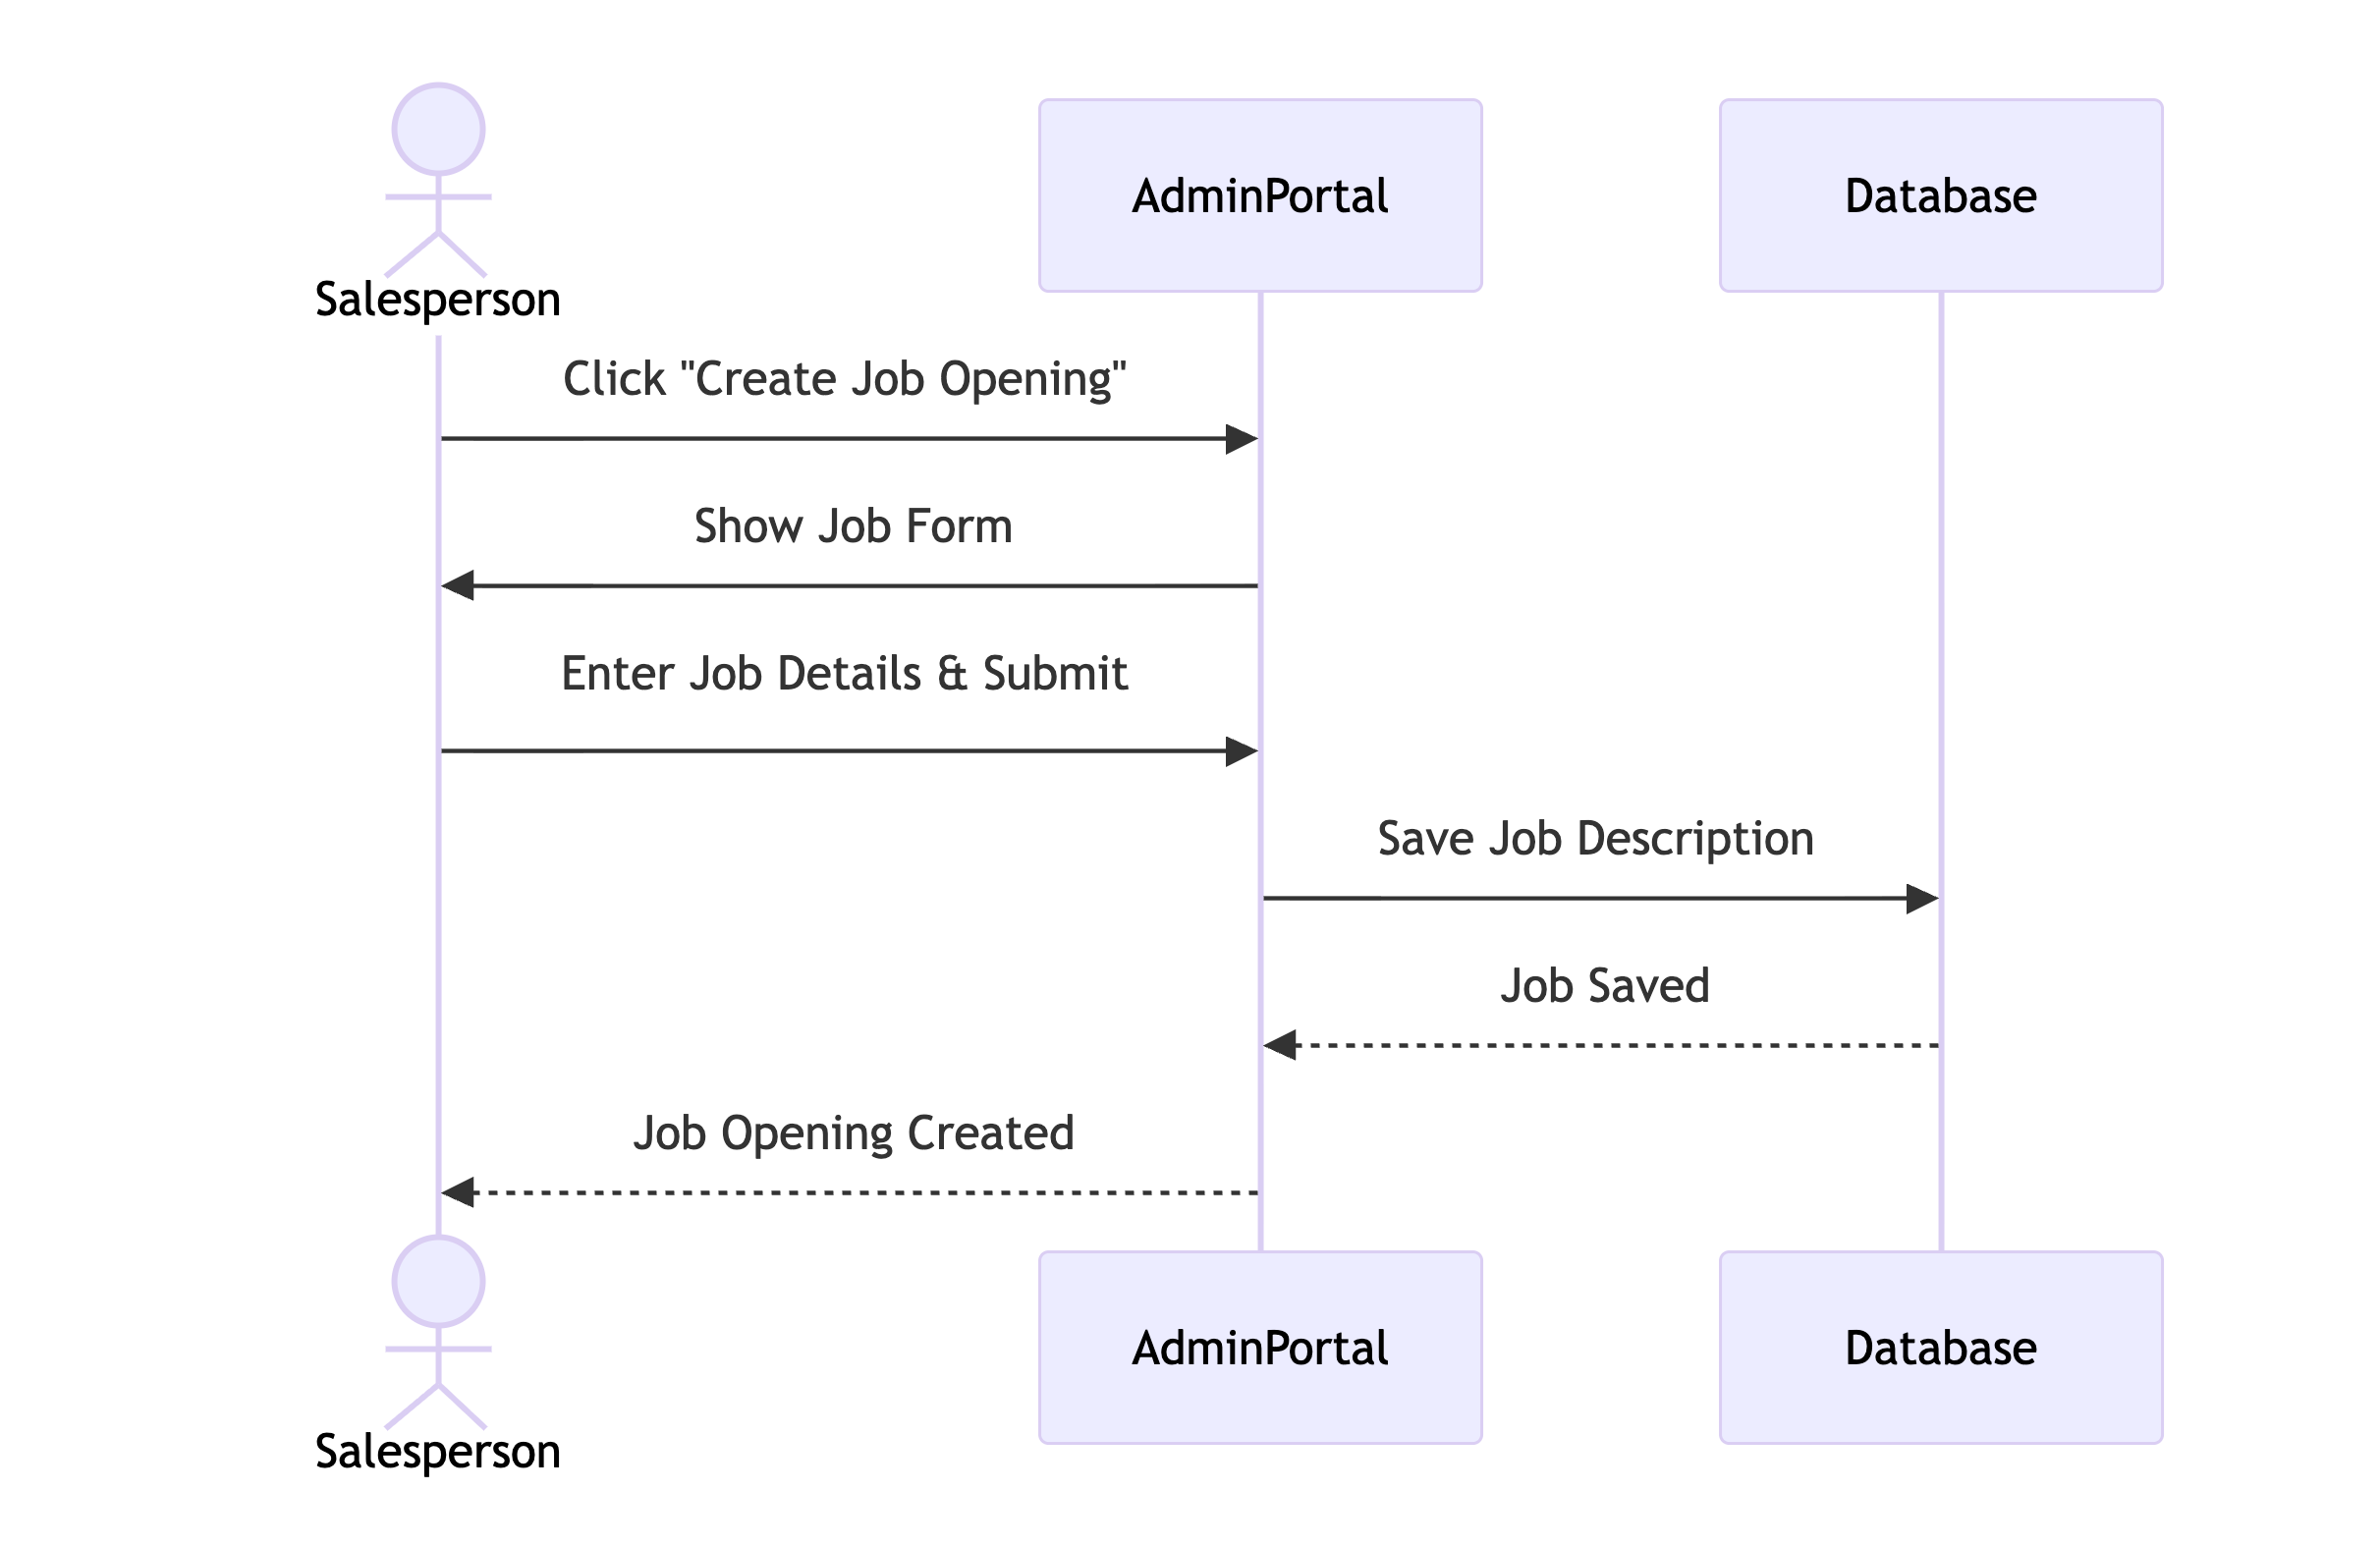 AdminPortal
Database
Salesperson
Click "Create Job Opening"
Show Job Form
Enter Job Details & Submit
Save Job Description
Job Saved
Job Opening Created
AdminPortal
Database
Salesperson